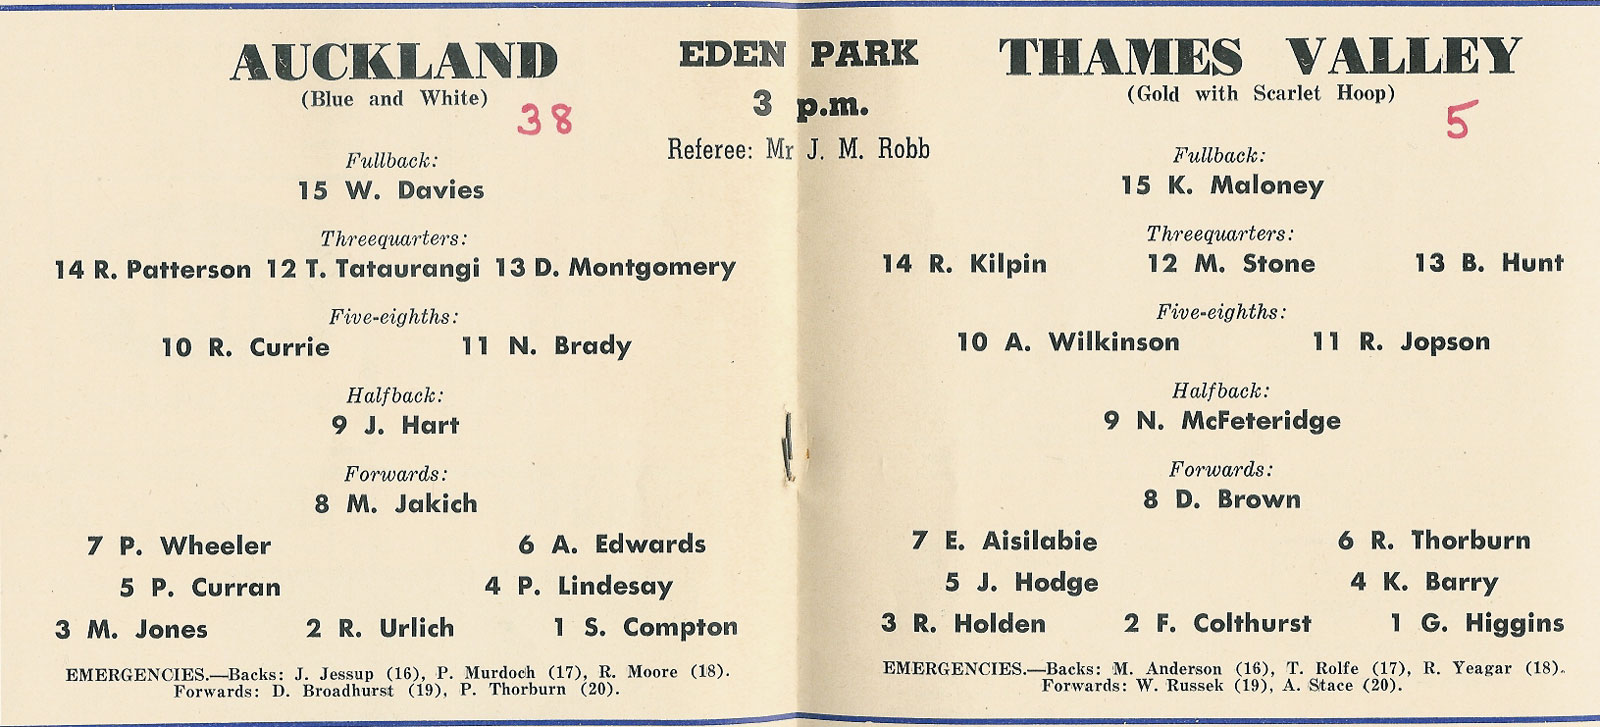 AUCKLAND
(Blue and White)
38
Fullback:
15 W. Davies
Threequarters:
14 R. Patterson 12 T. Tataurangi 13 D. Montgomery
Five-eighths:
10 R. Currie 11 N. Brady
Halfback:
9 J. Hart
Forwards:
8 M. Jakich
7 P. Wheeler 6 A. Edwards
5 P. Curran 4 P. Lindesay
3 M. Jones 2 R. Urlich 1 S. Compton
EMERGENCIES.—Backs: J. Jessup (16), P. Murdoch (17), R. Moore (18).
Forwards: D. Broadhurst (19), P. Thorburn (20).
EDEN PARK
3 p.m.
Referee: Mr J. M. Robb
THAMES VALLEY
(Gold with Scarlet Hoop)
5
Fullback:
15 K. Maloney
Threequarters:
14 R. Kilpin 12 M. Stone 13 B. Hunt
Five-eighths:
10 A. Wilkinson 11 R. Jopson
Halfback:
9 N. McFeteridge
Forwards:
8 D. Brown
7 E. Aisilabie 6 R. Thorburn
5 J. Hodge 4 K. Barry
3 R. Holden 2 F. Colthurst 1 G. Higgins
EMERGENCIES.—Backs: M. Anderson (16), T. Rolfe (17), R. Yeagar (18).
Forwards: W. Russek (19), A. Stace (20).